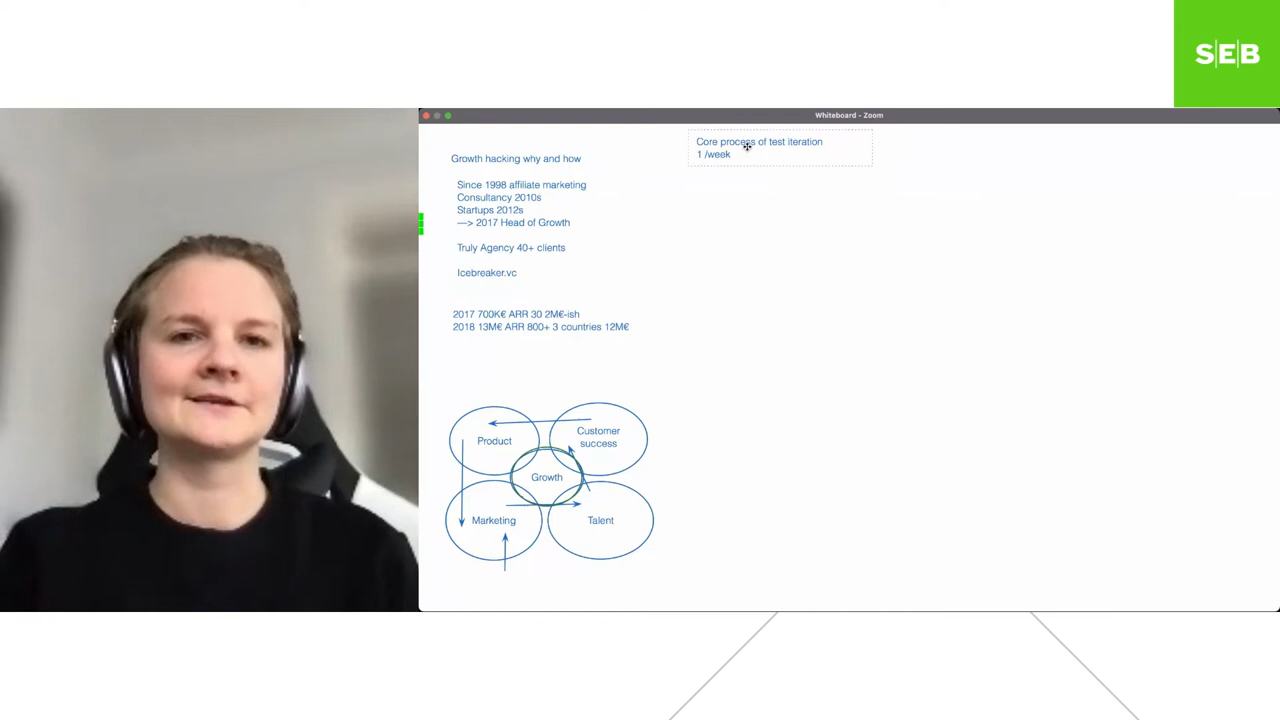 S|E|B
Whiteboard - Zoom
Core process of test iteration
1 /week
Growth hacking why and how
Since 1998 affiliate marketing
Consultancy 2010s
Startups 2012s
—> 2017 Head of Growth
Truly Agency 40+ clients
Icebreaker.vc
2017 700K€ ARR 30 2M€-ish
2018 13M€ ARR 800+ 3 countries 12M€
Product
Customer
success
Growth
Marketing
Talent